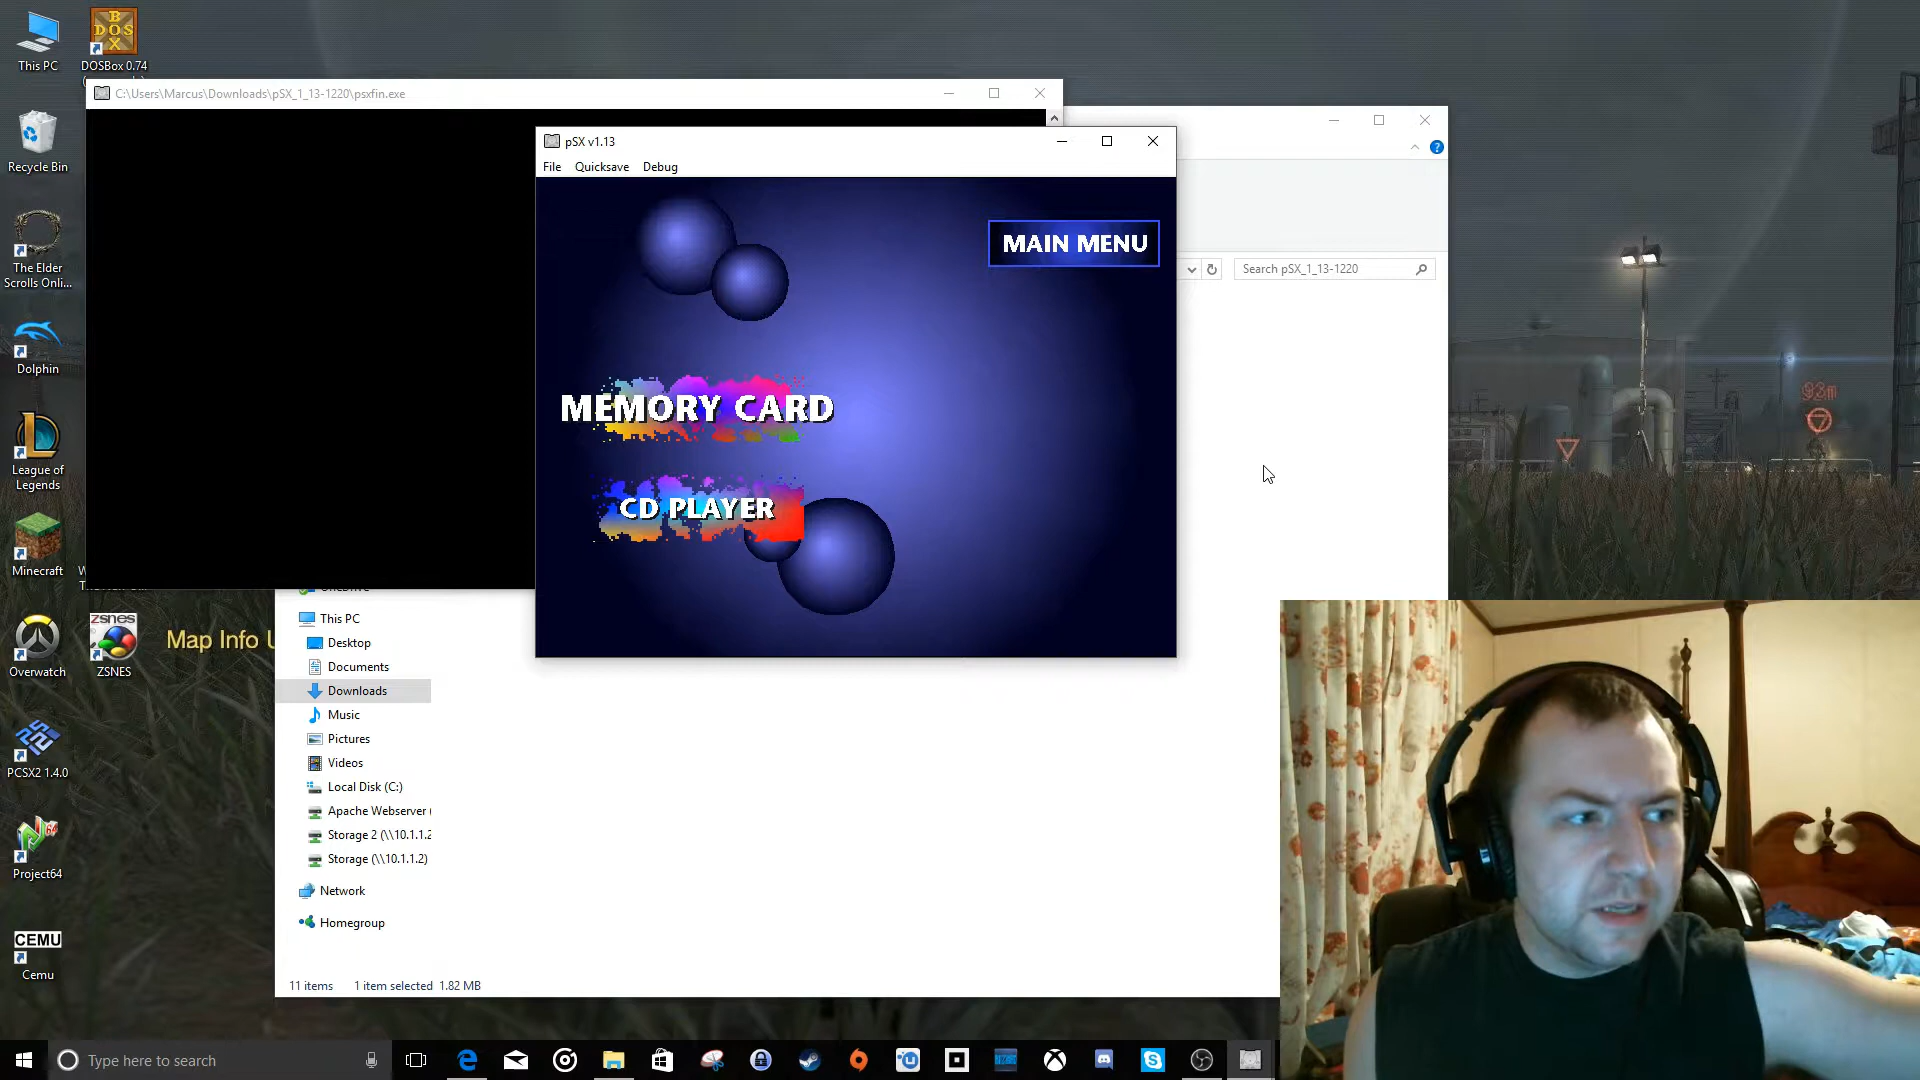 This PC
DOSBox 0.74
C:\Users\Marcus\Downloads\pSX_1_13-1220\psxfin.exe
Recycle Bin
The Elder
Scrolls Onli...
Dolphin
League of
Legends
Minecraft
Overwatch
ZSNES
ZSNES
PCSX2 1.4.0
Project64
CEMU
Cemu
Map Info U
pSX v1.13
File Quicksave Debug
MAIN MENU
MEMORY CARD
CD PLAYER
Search pSX_1_13-1220
93m
This PC
Desktop
Documents
Downloads
Music
Pictures
Videos
Local Disk (C:)
Apache Webserver (
Storage 2 (\\10.1.1.2
Storage (\\10.1.1.2)
Network
Homegroup
11 items 1 item selected 1.82 MB
Type here to search